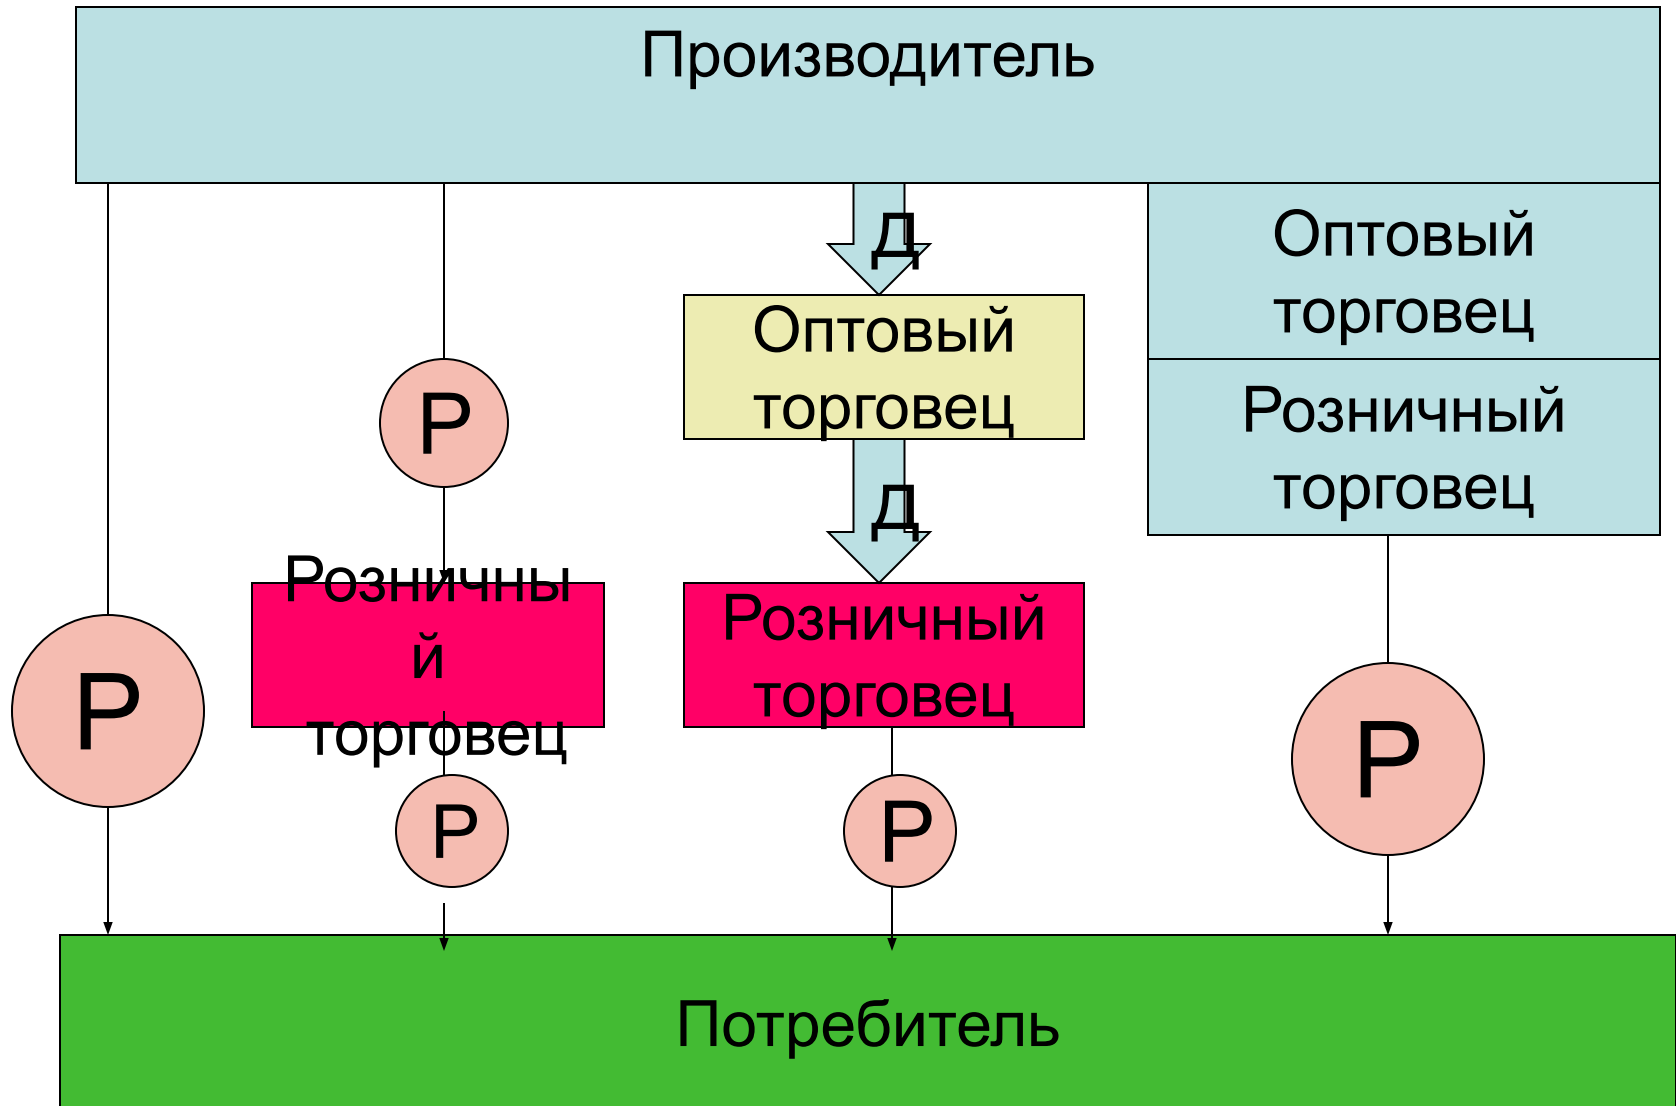 Производитель
Д
Оптовый
торговец
Оптовый
торговец
Р
Д
Розничный
торговец
Розничны
й
торговец
Розничный
торговец
Р
Р
Р
Р
Потребитель